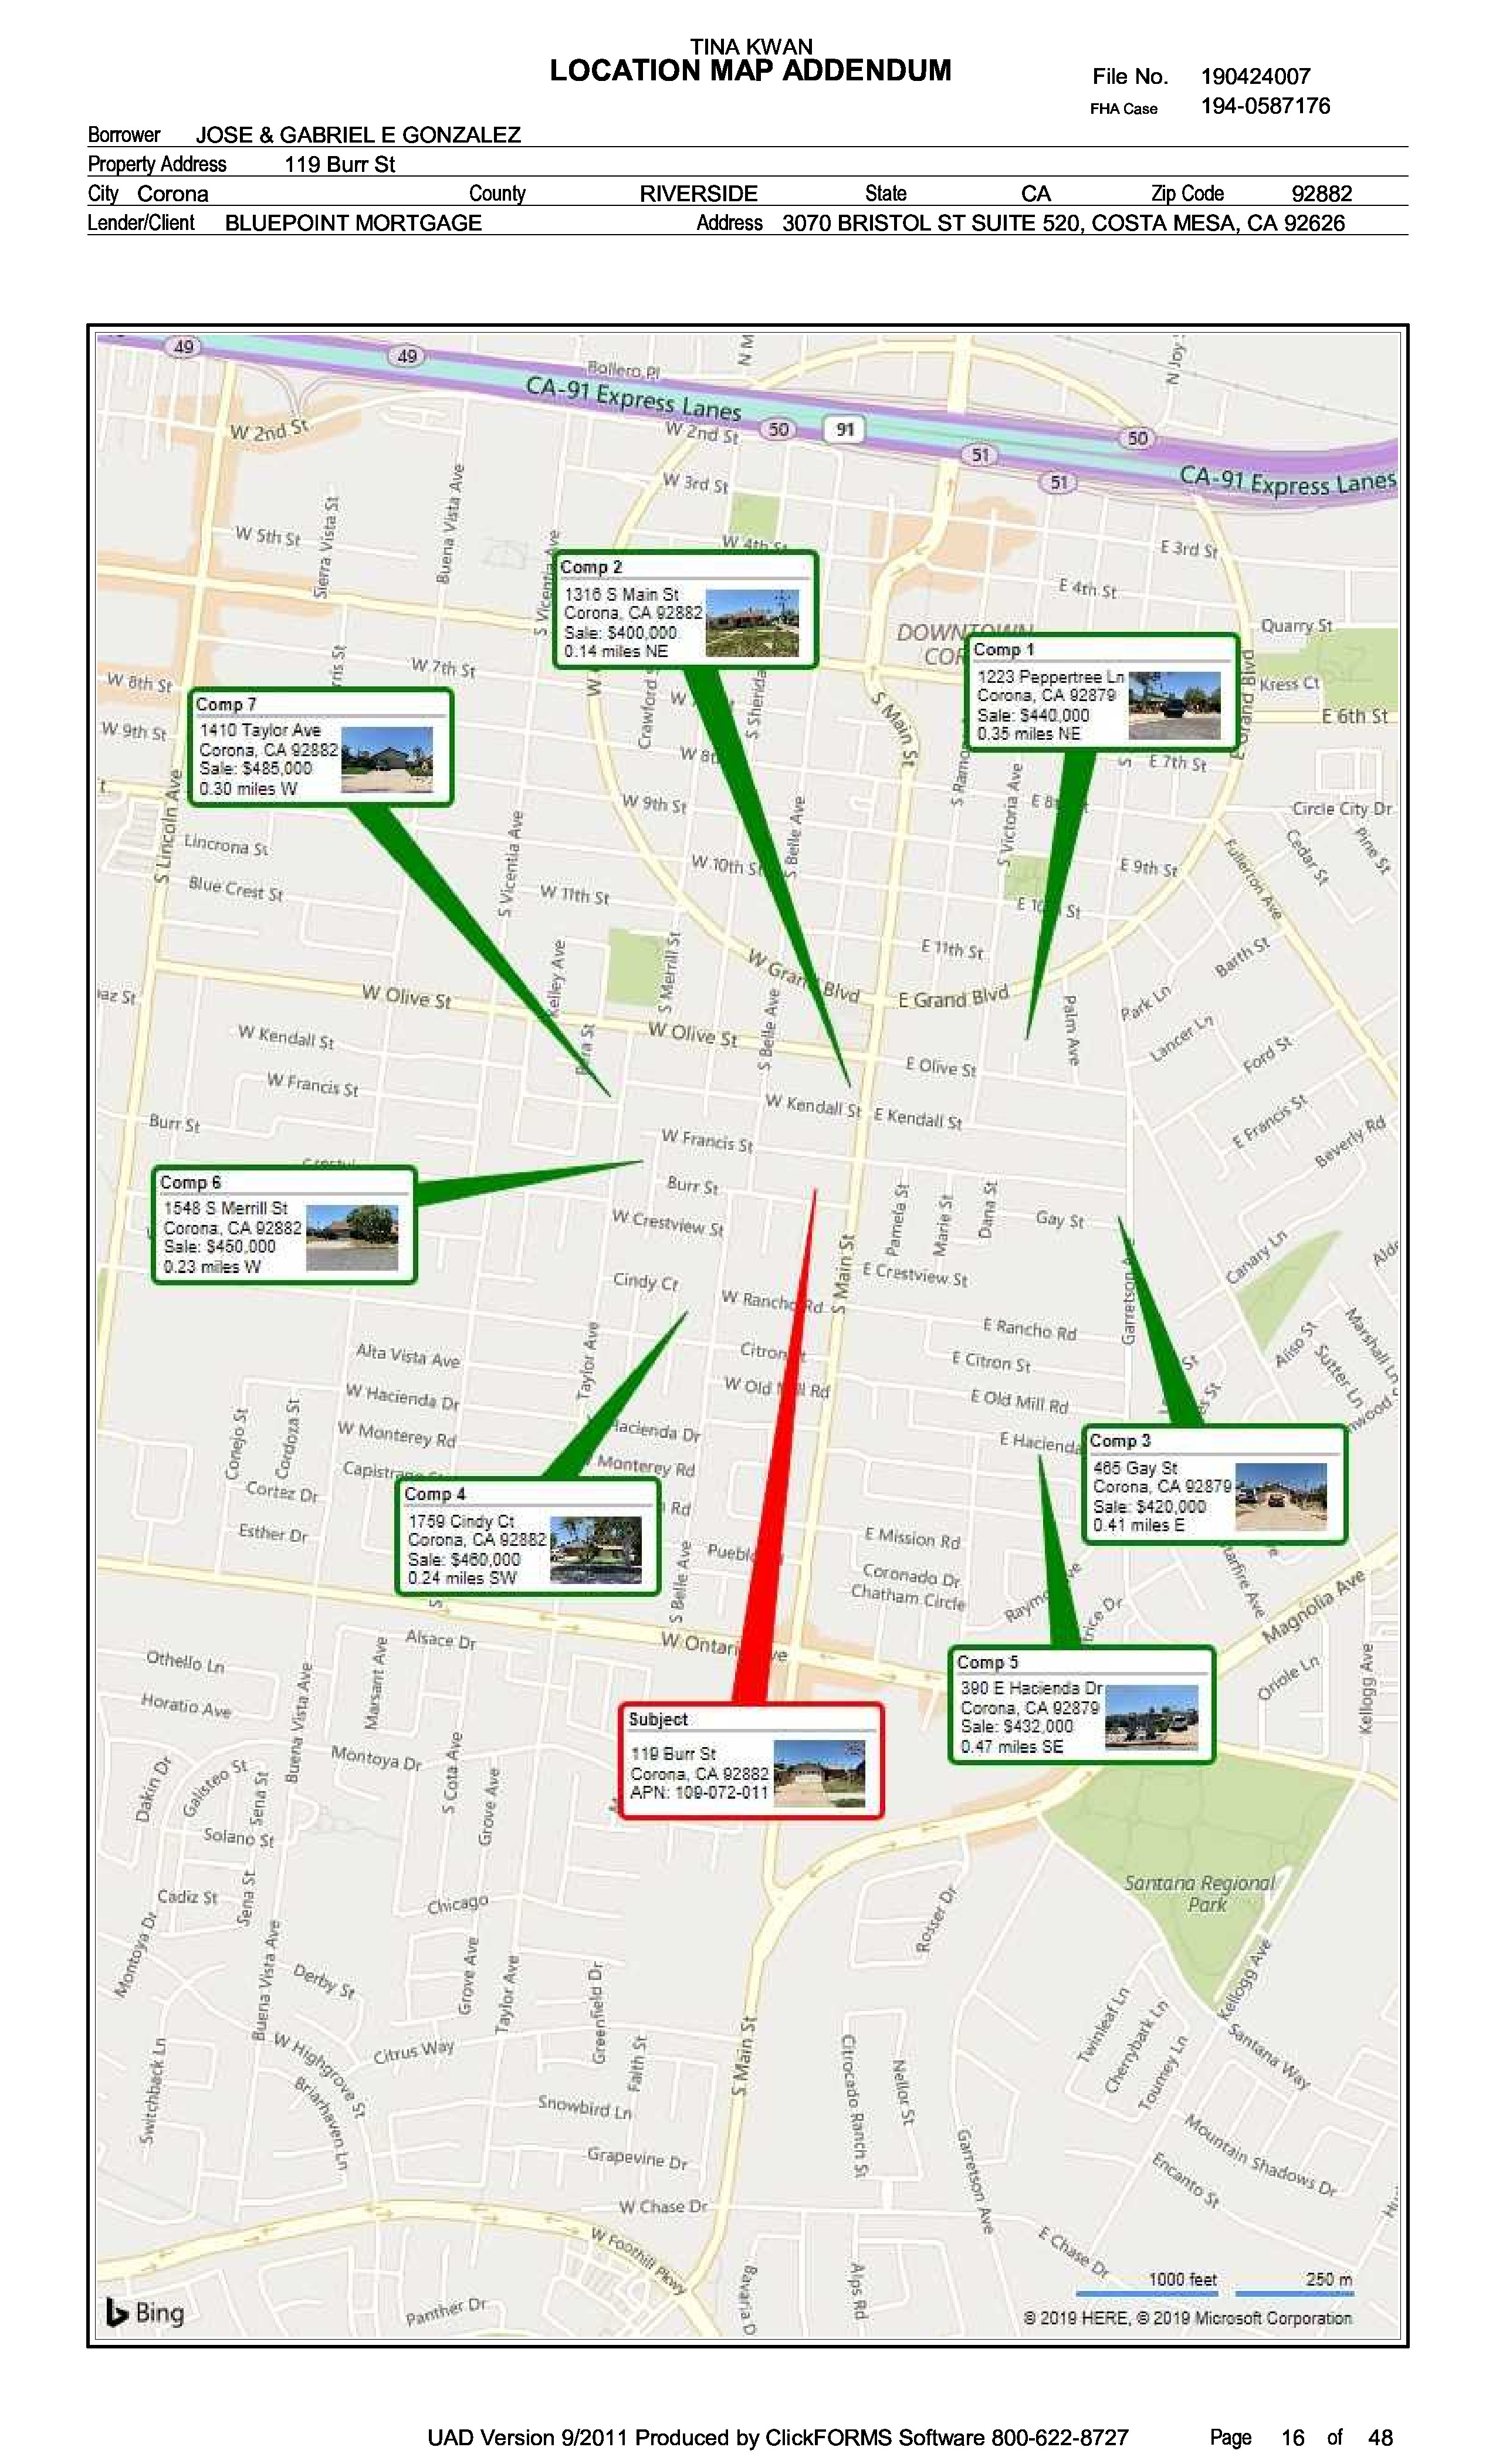 TINA KWAN
LOCATION MAP ADDENDUM
File No. 190424007
FHA Case 194-0587176
Borrower JOSE & GABRIEL E GONZALEZ
Property Address 119 Burr St
City Corona County RIVERSIDE State CA Zip Code 92882
Lender/Client BLUEPOINT MORTGAGE Address 3070 BRISTOL ST SUITE 520, COSTA MESA, CA 92626
49
49
Bollero Pl
N M
N Joy
CA-91 Express Lanes
W 2nd St
W 2nd St
50
91
50
51
51
CA-91 Express Lanes
W 3rd St
W 5th St
Sierra Vista St
Buena Vista Ave
S Vicentia Ave
W 4th St
E 3rd St
E 4th St
Quarry St
Kress Ct
E 6th St
E Grand Blvd
DOWNTOWN
COR
Comp 2
1316 S Main St
Corona, CA 92882
Sale: $400,000
0.14 miles NE
Comp 1
1223 Peppertree Ln
Corona, CA 92879
Sale: $440,000
0.35 miles NE
W 7th St
W 8th St
W 9th St
ris St
Crawford
S Sherida
S Main St
Comp 7
1410 Taylor Ave
Corona, CA 92882
Sale: $485,000
0.30 miles W
W 8t
W 9th St
S Ramo
S Victoria Ave
E 7th St
E 8
Circle City Dr
Cedar St
Pine St
S Lincoln Ave
Lincrona St
Blue Crest St
S Vicentia Ave
W 11th St
W 10th St
S Belle Ave
E 9th St
Fullerton Ave
E 10 St
E 11th St
Barth St
Kelley Ave
S Merrill St
W Grand Blvd
E Grand Blvd
az St
W Olive St
W Olive St
S Belle Ave
Palm Ave
Park Ln
Lancer Ln
Ford St
W Kendall St
W Francis St
E Olive St
W Kendall St
E Kendall St
Burr St
W Francis St
E Francis St
Beverly Rd
Burr St
W Crestview St
Pamela St
Marie St
Dana St
Gay St
Comp 6
1548 S Merrill St
Corona, CA 92882
Sale: $450,000
0.23 miles W
Cindy Ct
W Rancho Rd
S Main St
E Crestview St
Garretson Ave
Canary Ln
Ald
E Rancho Rd
Citron
E Citron St
Aliso St
Marshall Ln
Sutter Ln
Alta Vista Ave
Taylor Ave
W Old Mill Rd
E Old Mill Rd
W Hacienda Dr
Hacienda Dr
E Hacienda
nwood
Conejo St
Cordoza St
W Monterey Rd
Monterey Rd
Cortez Dr
Esther Dr
Rd
Comp 3
465 Gay St
Corona, CA 92879
Sale: $420,000
0.41 miles E
Comp 4
1759 Cindy Ct
Corona, CA 92882
Sale: $460,000
0.24 miles SW
S Belle Ave
Pueblo
E Mission Rd
Coronado Dr
Chatham Circle
Magnolia Ave
Alsace Dr
W Ontario Ave
Othello Ln
Horatio Ave
Marsant Ave
Buena Vista Ave
Oriole Ln
Kellogg Ave
Comp 5
390 E Hacienda Dr
Corona, CA 92879
Sale: $432,000
0.47 miles SE
Subject
119 Burr St
Corona, CA 92882
APN: 109-072-011
Montoya Dr
S Cota Ave
Grove Ave
Dakin Dr
Galisteo St
Sena St
Solano St
Cadiz St
Sena St
Chicago
Santana Regional
Park
Rosser Dr
Montoya Dr
Buena Vista Ave
Derby St
Grove Ave
Taylor Ave
Greenfield Dr
Faith St
S Main St
Kellogg Ave
Twinleaf Ln
Cherrybark Ln
Tourney Ln
Santana Way
Switchback Ln
W Highgrove St
Citrus Way
Briarhaven Ln
Snowbird Ln
Citrocado Ranch St
Nellor St
Grapevine Dr
Garretson Ave
Mountain Shadows Dr
Encanto St
W Chase Dr
W Foothill Pkwy
E Chase Dr
Bavaria D
Alps Rd
Panther Dr
1000 feet 250 m
Bing
© 2019 HERE, © 2019 Microsoft Corporation
UAD Version 9/2011 Produced by ClickFORMS Software 800-622-8727 Page 16 of 48